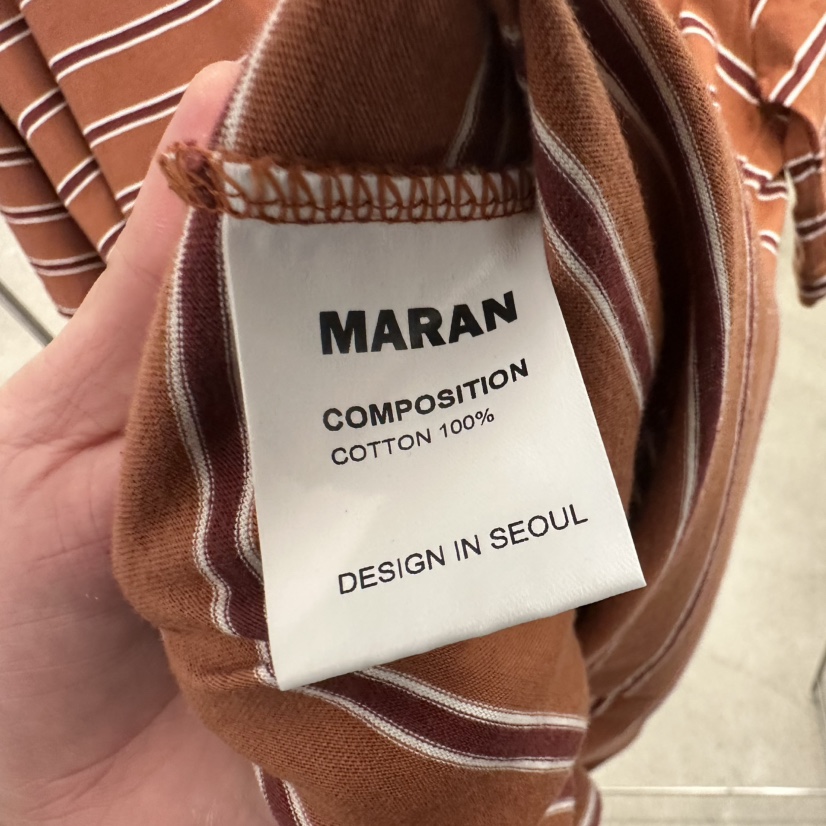 MARAN
COMPOSITION
COTTON 100%
DESIGN IN SEOUL